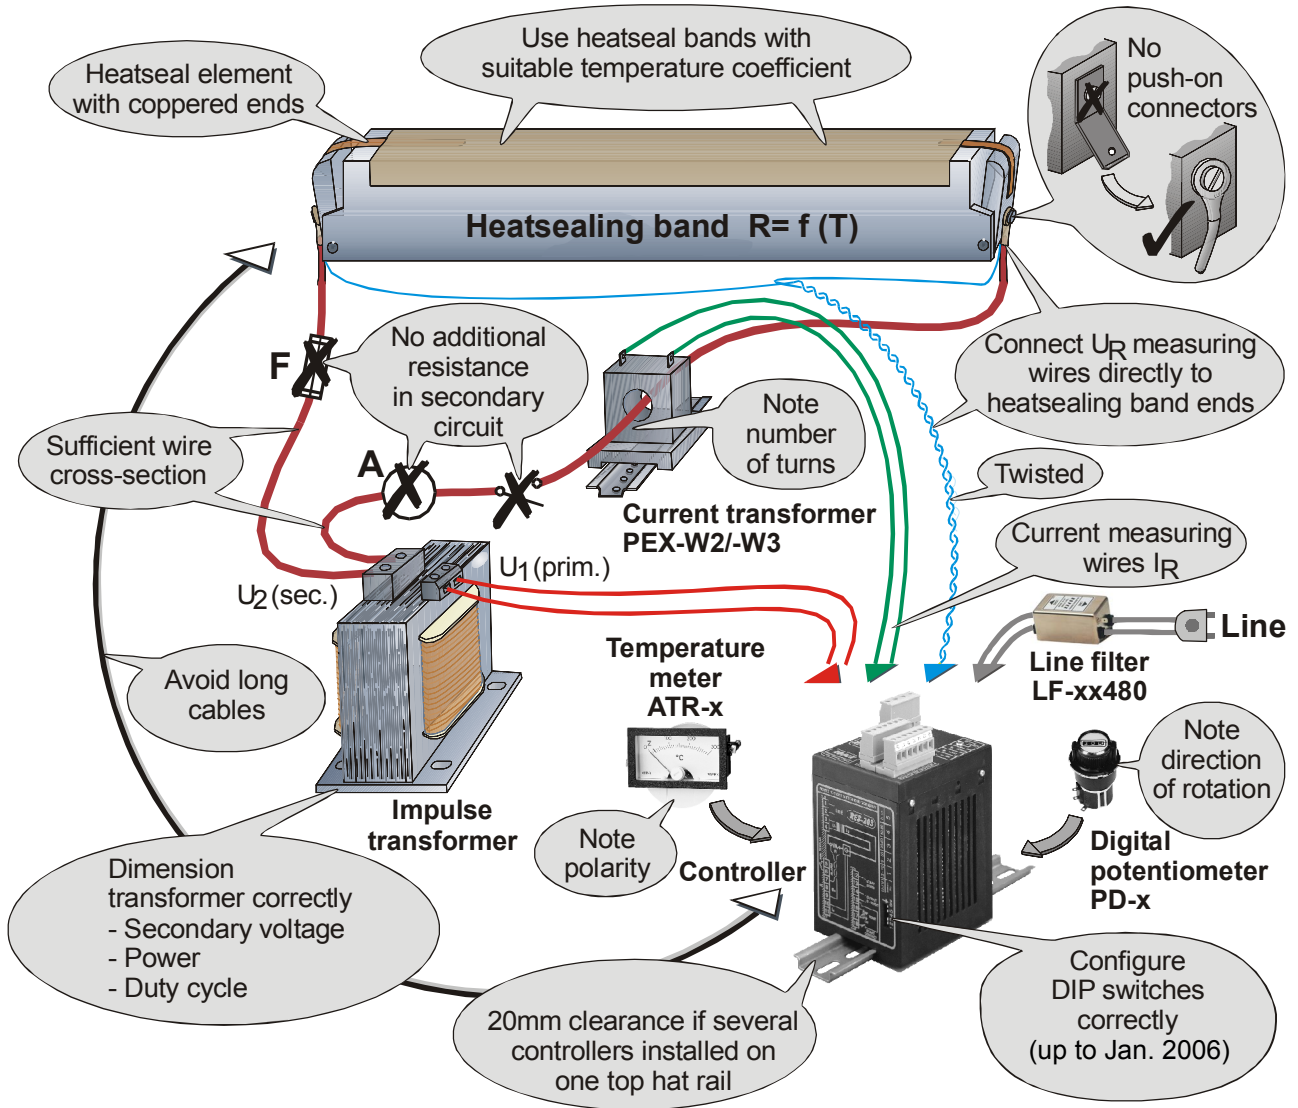 Heatseal element
with coppered ends
Use heatseal bands with
suitable temperature coefficient
No
push-on
connectors
Heatsealing band R= f (T)
F
No additional
resistance
in secondary
circuit
Note
number
of turns
Connect UR measuring
wires directly to
heatsealing band ends
Sufficient wire
cross-section
A
Twisted
Current transformer
PEX-W2/-W3
Current measuring
wires IR
U1 (prim.)
U2 (sec.)
Line
Line filter
LF-xx480
Temperature
meter
ATR-x
Avoid long
cables
°C
Note
direction
of rotation
Impulse
transformer
Note
polarity
Controller
RES-203
Digital
potentiometer
PD-x
Dimension
transformer correctly
- Secondary voltage
- Power
- Duty cycle
20mm clearance if several
controllers installed on
one top hat rail
Configure
DIP switches
correctly
(up to Jan. 2006)